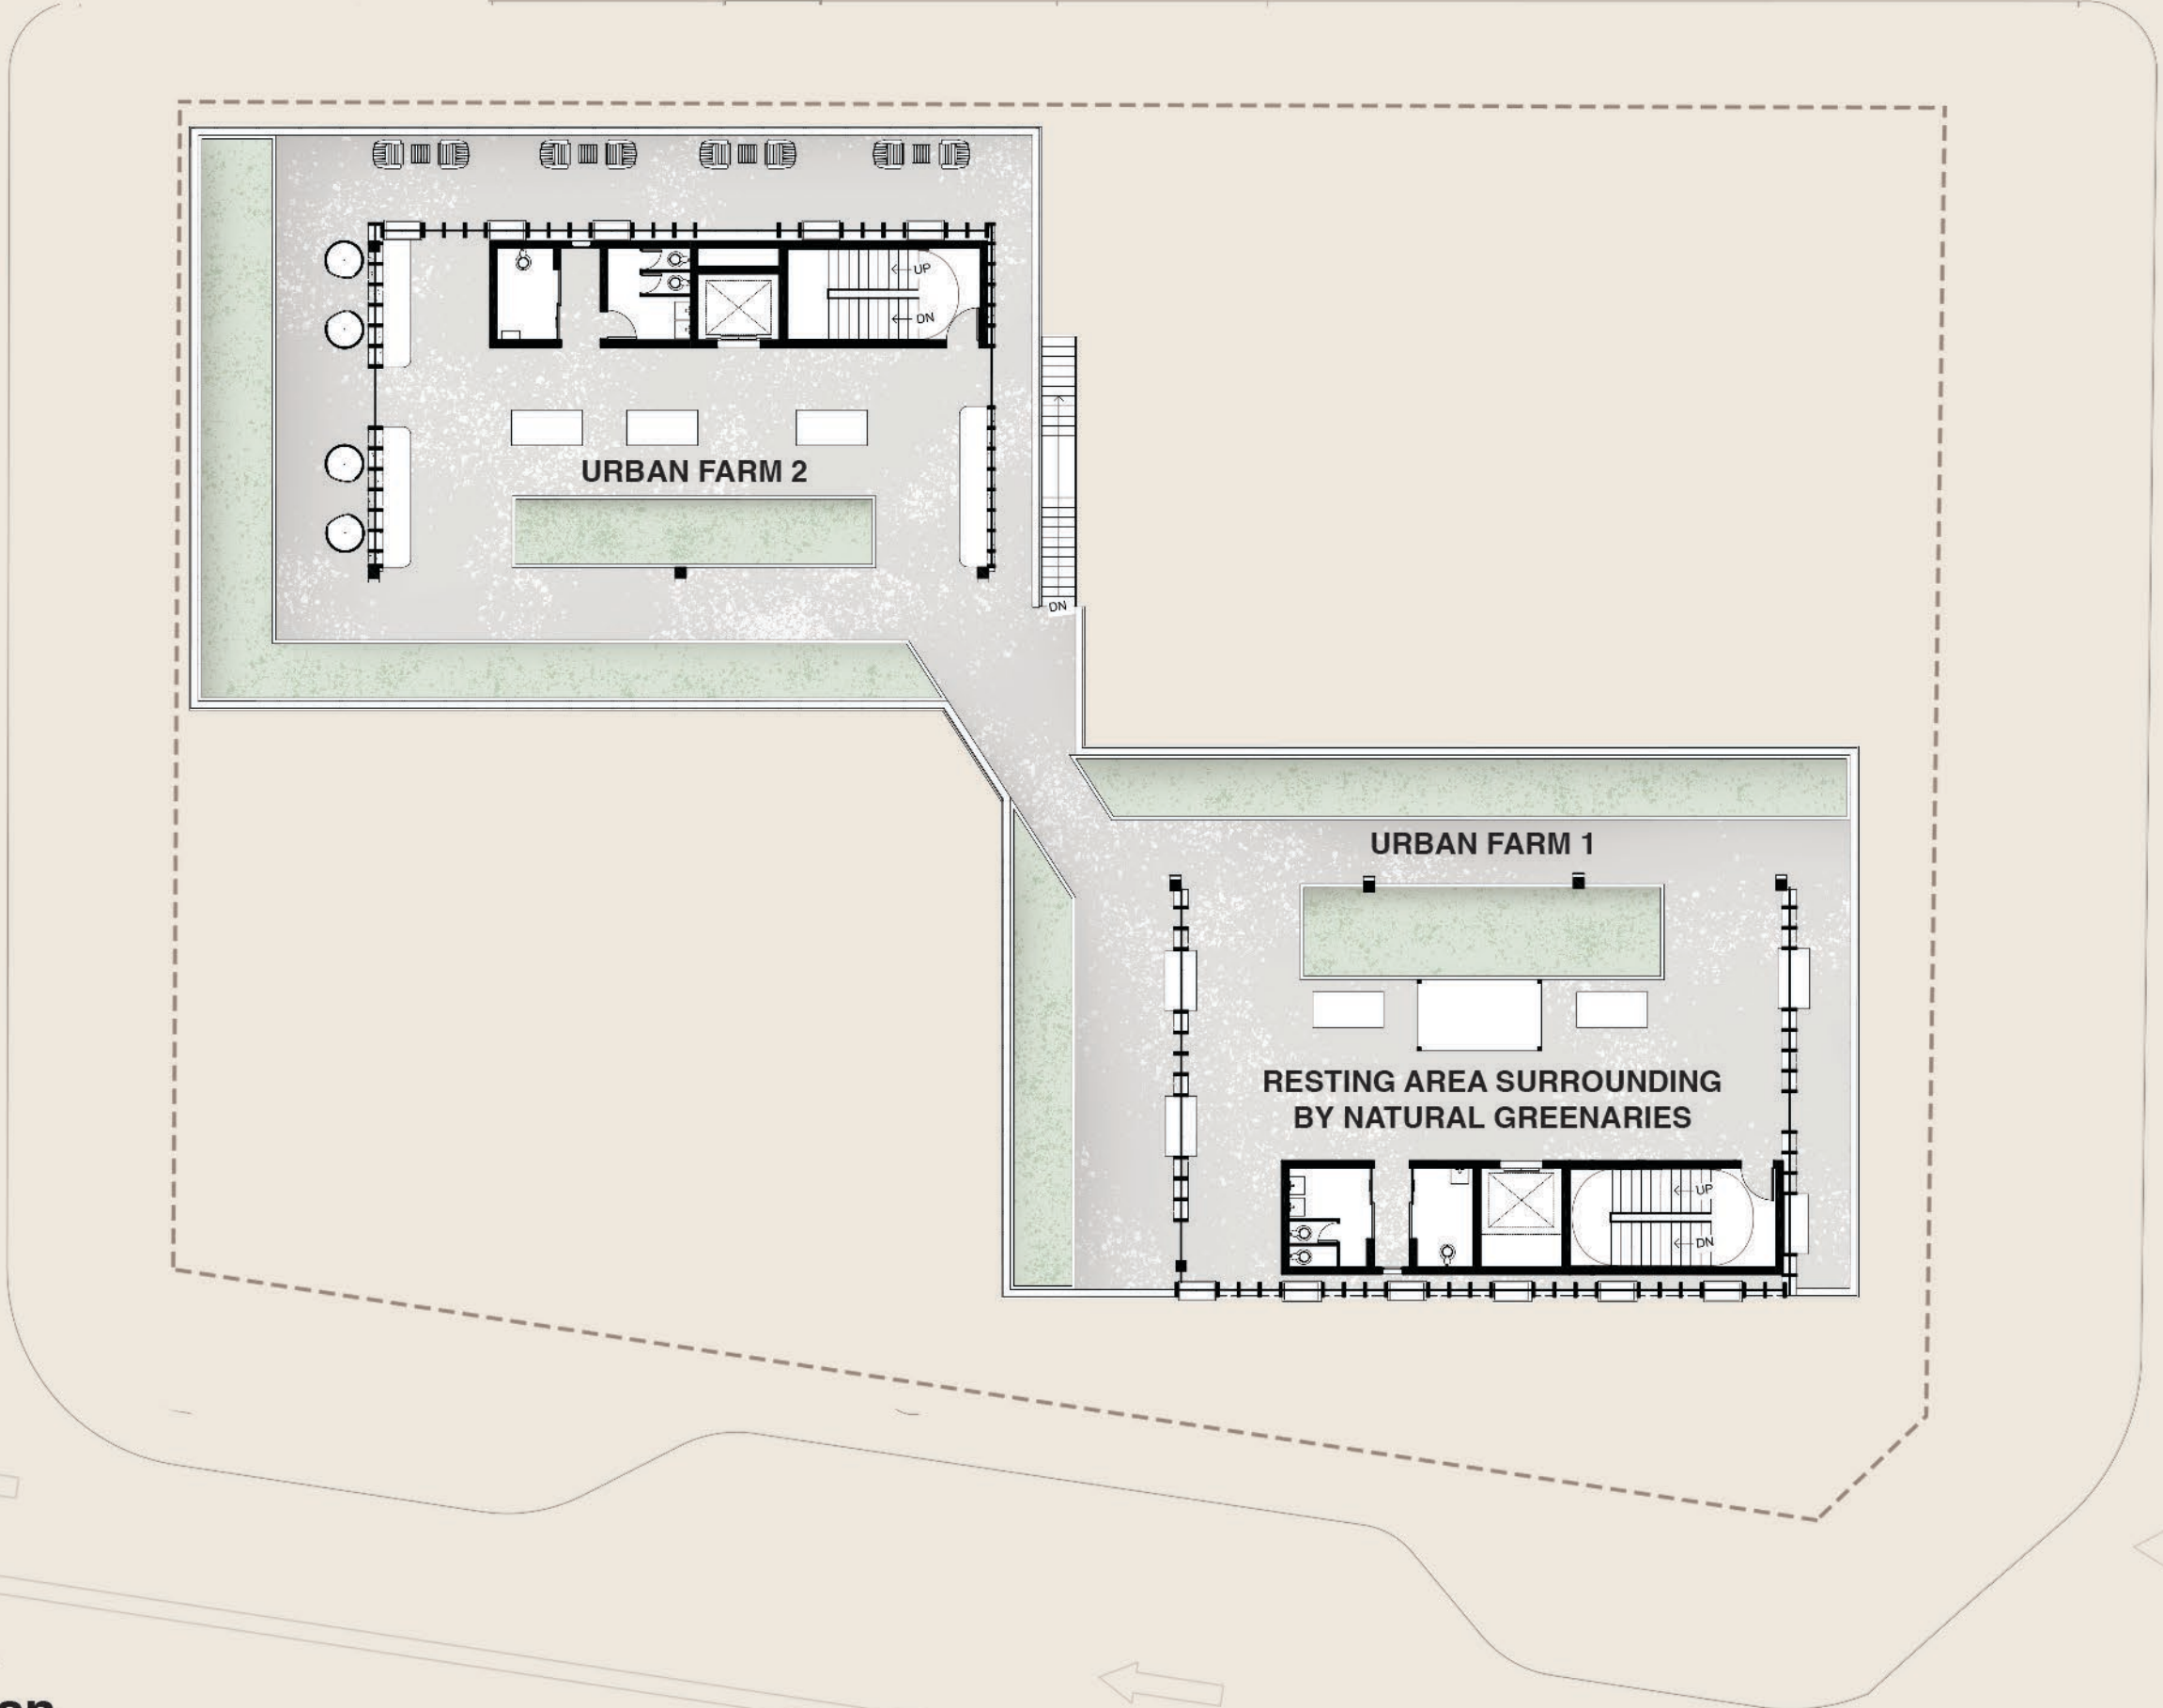 UP
DN
URBAN FARM 2
DN
URBAN FARM 1
RESTING AREA SURROUNDING
BY NATURAL GREENARIES
UP
DN